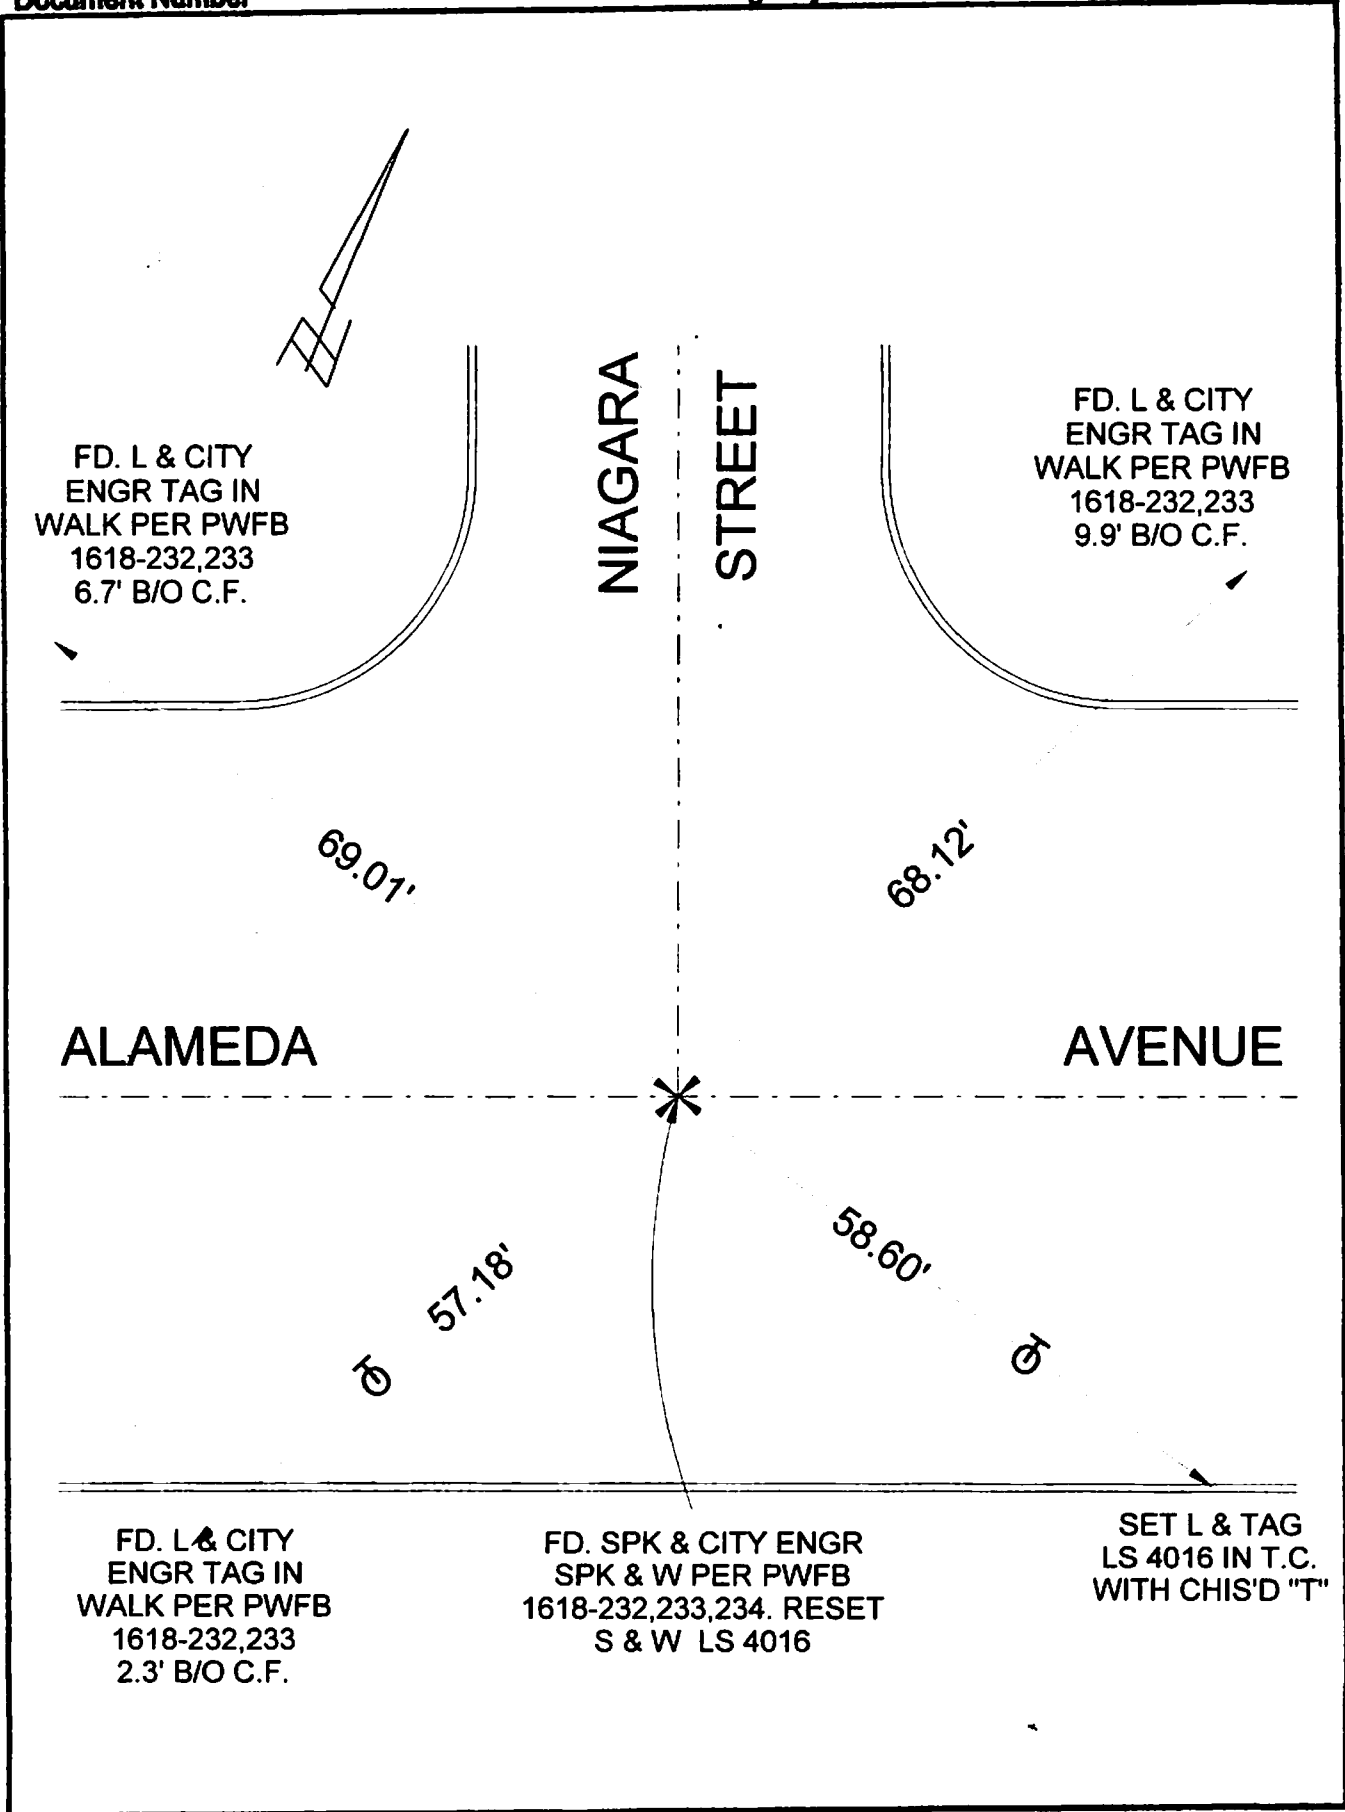 Document Number
NIAGARA
STREET
FD. L & CITY
ENGR TAG IN
WALK PER PWFB
1618-232,233
6.7' B/O C.F.
FD. L & CITY
ENGR TAG IN
WALK PER PWFB
1618-232,233
9.9' B/O C.F.
69.01'
68.12'
ALAMEDA
AVENUE
57.18'
58.60'
FD. L & CITY
ENGR TAG IN
WALK PER PWFB
1618-232,233
2.3' B/O C.F.
FD. SPK & CITY ENGR
SPK & W PER PWFB
1618-232,233,234. RESET
S & W LS 4016
SET L & TAG
LS 4016 IN T.C.
WITH CHIS'D "T"